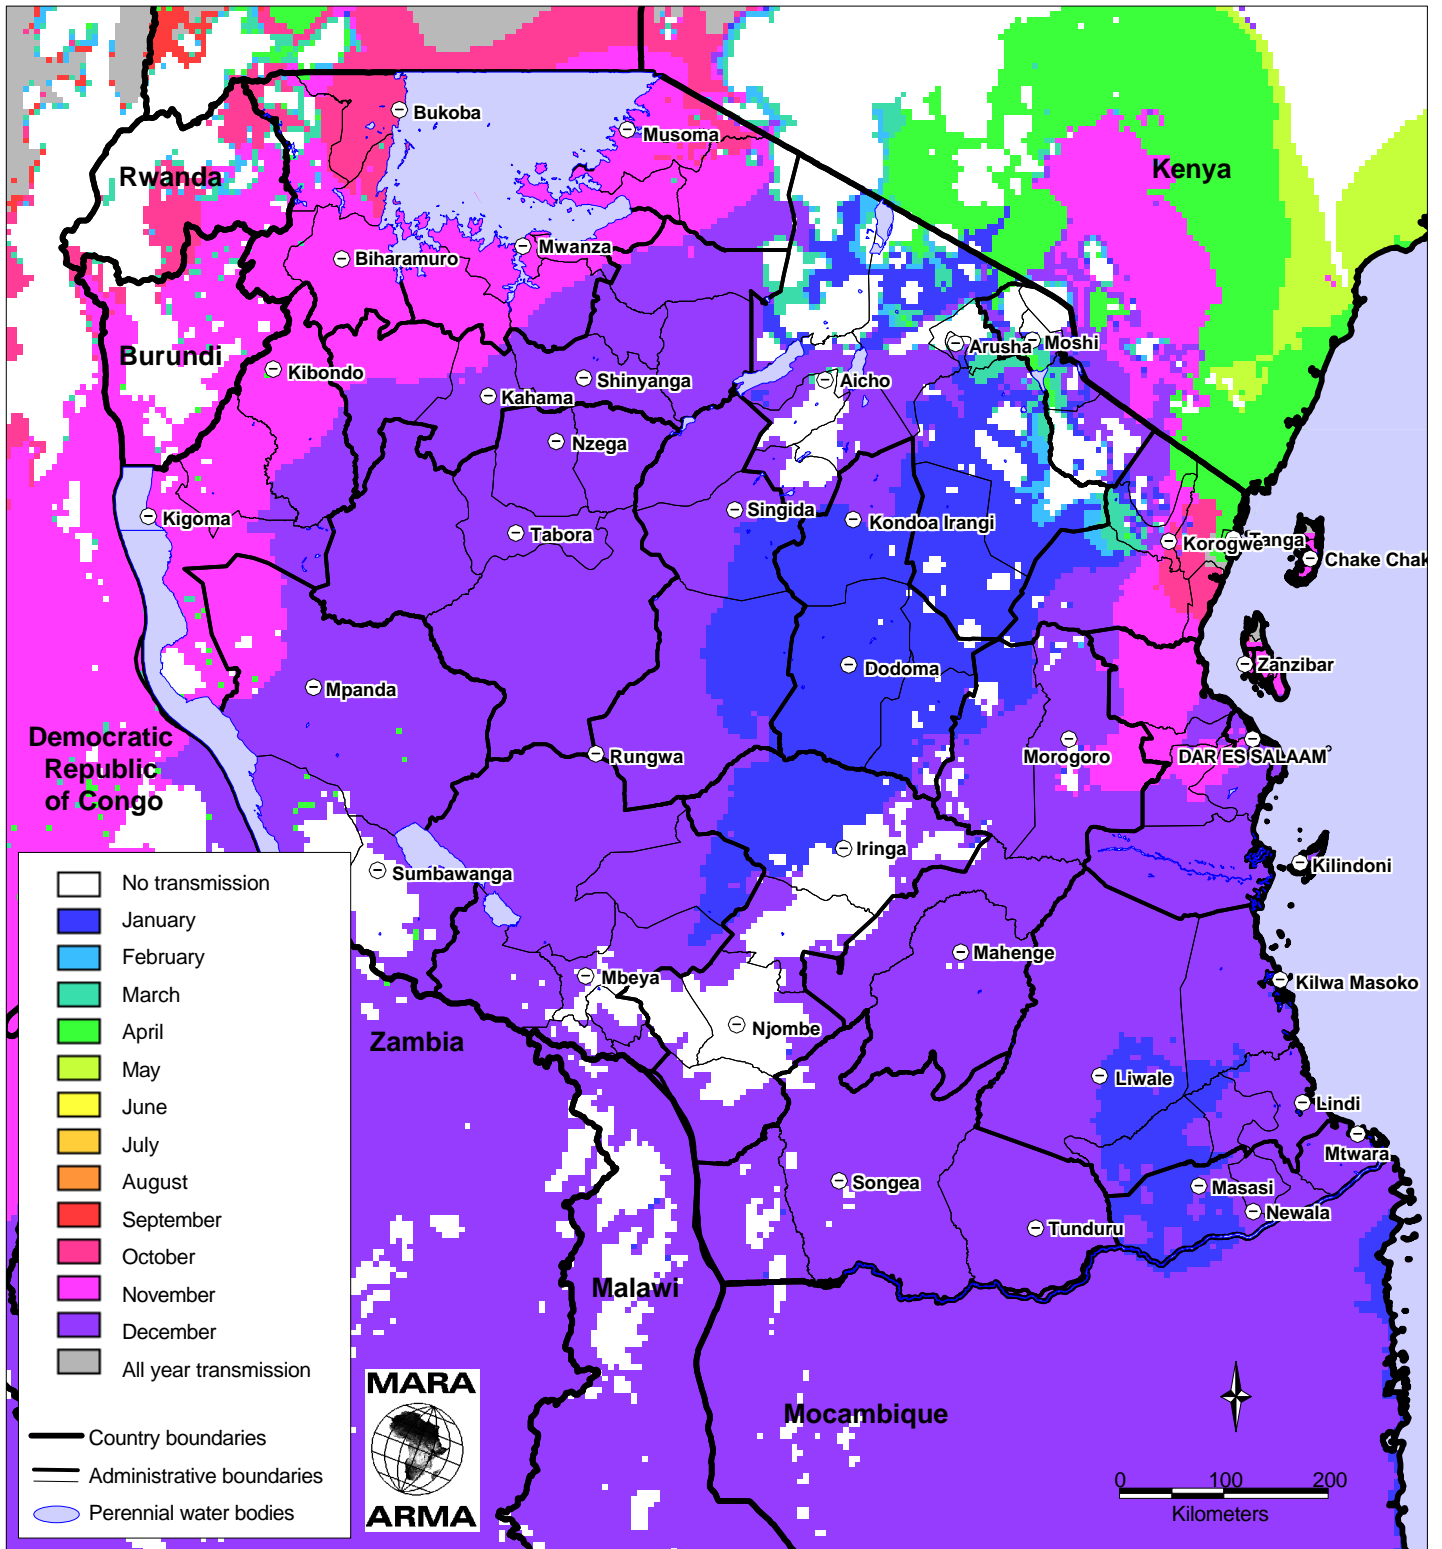 Bukoba
Musoma
Rwanda
Kenya
Biharamuro
Mwanza
Burundi
Kibondo
Arusha
Moshi
Shinyanga
Aicho
Kahama
Nzega
Kigoma
Singida
Kondoa Irangi
Tabora
Korogwe
Tanga
Chake Chak
Mpanda
Dodoma
Zanzibar
Democratic
Republic
of Congo
Rungwa
Morogoro
DAR ES SALAAM
Iringa
Sumbawanga
Kilindoni
Mahenge
Mbeya
Kilwa Masoko
Njombe
Zambia
Liwale
Lindi
Mtwara
Songea
Masasi
Newala
Tunduru
Malawi
Mocambique
No transmission
January
February
March
April
May
June
July
August
September
October
November
December
All year transmission
Country boundaries
Administrative boundaries
Perennial water bodies
MARA
ARMA
0 100 200
Kilometers